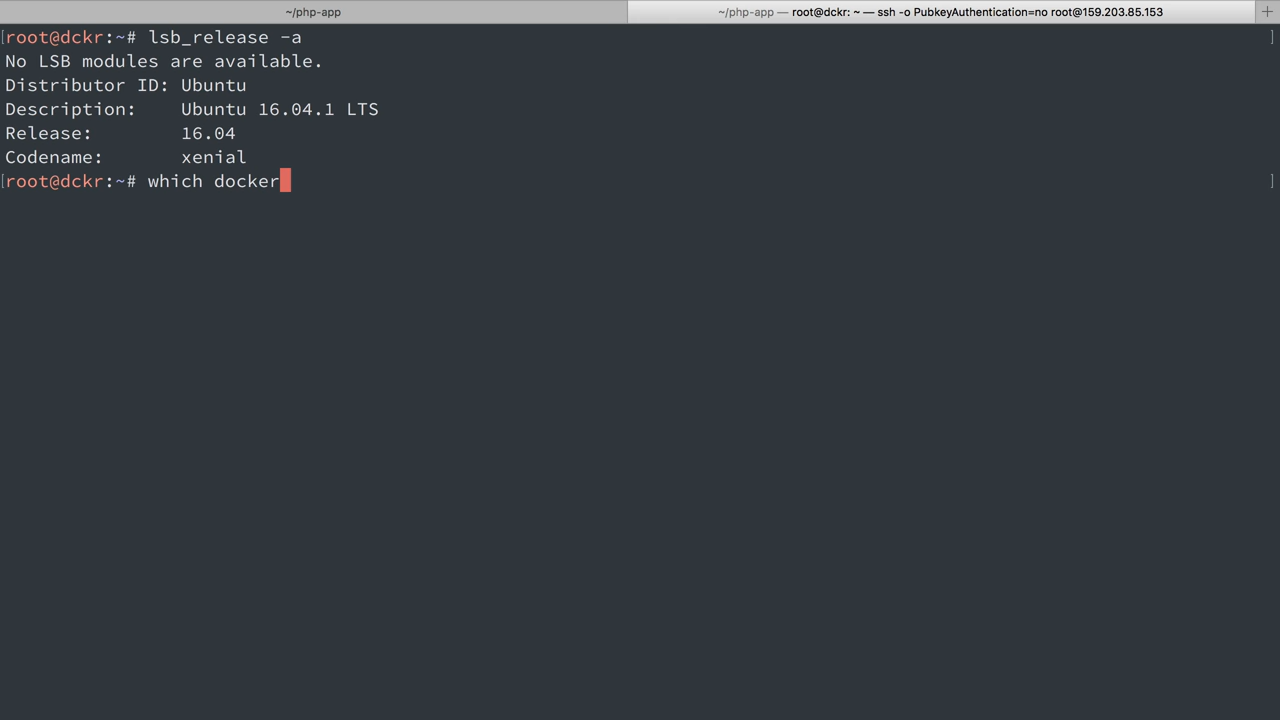 ~/php-app
~/php-app — root@dckr: ~ — ssh -o PubkeyAuthentication=no root@159.203.85.153
+
[root@dckr:~# lsb_release -a ]
No LSB modules are available.
Distributor ID: Ubuntu
Description: Ubuntu 16.04.1 LTS
Release: 16.04
Codename: xenial
[root@dckr:~# which docker ]